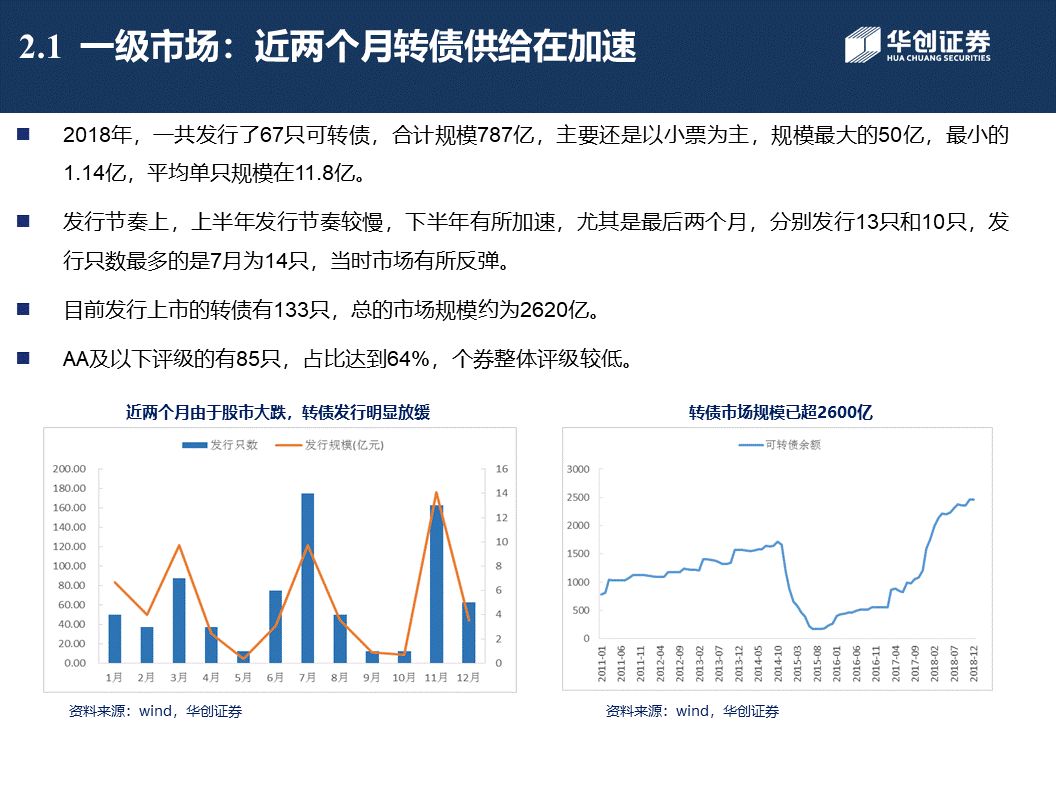 2.1 一级市场：近两个月转债供给在加速
华创证券
HUA CHUANG SECURITIES
2018年，一共发行了67只可转债，合计规模787亿，主要还是以小票为主，规模最大的50亿，最小的
1.14亿，平均单只规模在11.8亿。
发行节奏上，上半年发行节奏较慢，下半年有所加速，尤其是最后两个月，分别发行13只和10只，发
行只数最多的是7月为14只，当时市场有所反弹。
目前发行上市的转债有133只，总的市场规模约为2620亿。
AA及以下评级的有85只，占比达到64%，个券整体评级较低。
近两个月由于股市大跌，转债发行明显放缓
发行只数 发行规模(亿元)
200.00
180.00
160.00
140.00
120.00
100.00
80.00
60.00
40.00
20.00
0.00
16
14
12
10
8
6
4
2
0
1月 2月 3月 4月 5月 6月 7月 8月 9月 10月 11月 12月
资料来源：wind，华创证券
转债市场规模已超2600亿
可转债余额
3000
2500
2000
1500
1000
500
0
2011-01 2011-06 2011-11 2012-04 2012-09 2013-02 2013-07 2013-12 2014-05 2014-10 2015-03 2015-08 2016-01 2016-06 2016-11 2017-04 2017-09 2018-02 2018-07 2018-12
资料来源：wind，华创证券